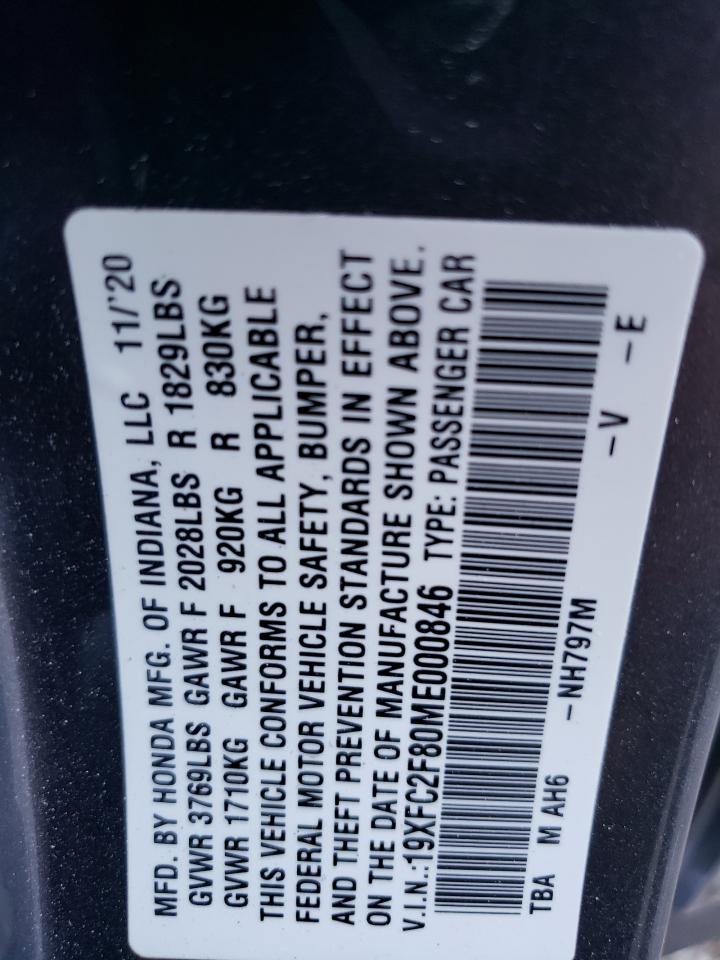 MFD. BY HONDA MFG. OF INDIANA, LLC 11/'20
GVWR 3769LBS GAWR F 2028LBS R 1829LBS
GVWR 1710KG GAWR F 920KG R 830KG
THIS VEHICLE CONFORMS TO ALL APPLICABLE
FEDERAL MOTOR VEHICLE SAFETY, BUMPER,
AND THEFT PREVENTION STANDARDS IN EFFECT
ON THE DATE OF MANUFACTURE SHOWN ABOVE.
V.I.N.:19XFC2F80ME000846 TYPE: PASSENGER CAR
TBA M AH6 -NH797M -V -E